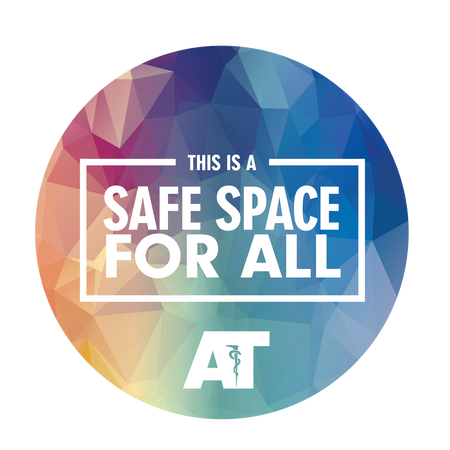 THIS IS A
SAFE SPACE
FOR ALL
AT